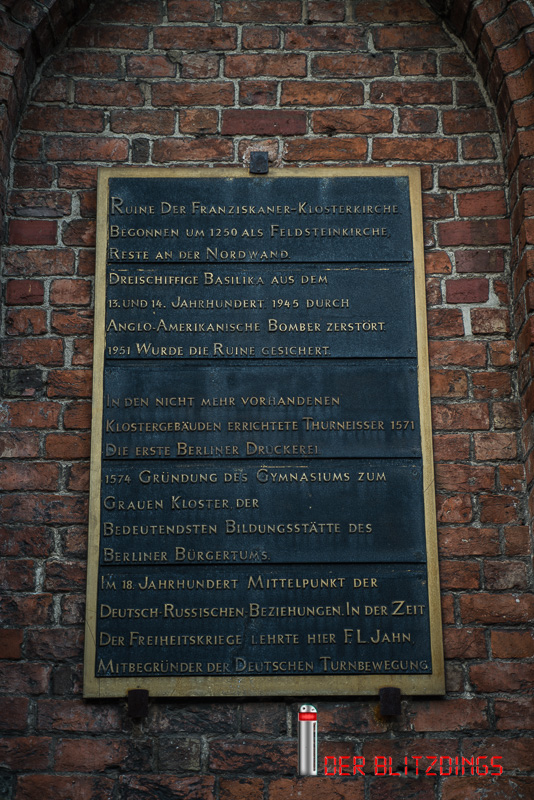 Ruine Der Franziskaner-Klosterkirche
Begonnen um 1250 als Feldsteinkirche
Reste an der Nordwand
Dreischiffige Basilika aus dem
13. und 14. Jahrhundert 1945 durch
Anglo-Amerikanische Bomber zerstört.
1951 Wurde die Ruine gesichert
In den nicht mehr vorhandenen
Klostergebäuden errichtete Thurneisser 1571
Die erste Berliner Druckerei
1574 Gründung des Gymnasiums zum
Grauen Kloster der
Bedeutendsten Bildungsstätte des
Berliner Bürgertums.
Im 18. Jahrhundert Mittelpunkt der
Deutsch-Russischen-Beziehungen. In der Zeit
Der Freiheitskriege lehrte hier F. L. Jahn,
Mitbegründer der Deutschen Turnbewegung
DER BLITZDINGS